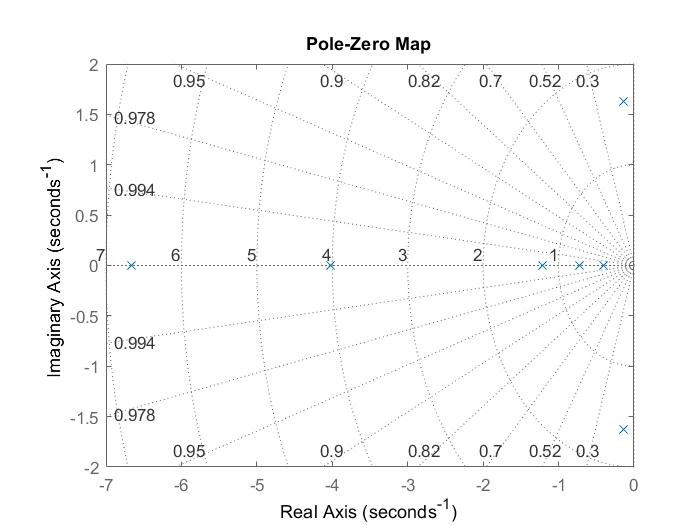 Pole-Zero Map
2
0.95 0.9 0.82 0.7 0.52 0.3
1.5
0.978
1
0.994
0.5
7 6 5 4 3 2 1
0
-0.5
0.994
-1
0.978
-1.5
0.95 0.9 0.82 0.7 0.52 0.3
-2
-7 -6 -5 -4 -3 -2 -1 0
Real Axis (seconds⁻¹)
Imaginary Axis (seconds⁻¹)